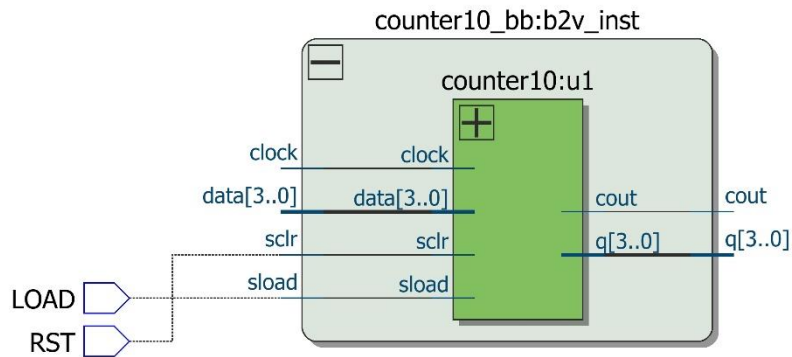 counter10_bb:b2v_inst
counter10:u1
clock clock
data[3..0] data[3..0]
cout cout
sclr sclr
q[3..0] q[3..0]
sload sload
LOAD
RST